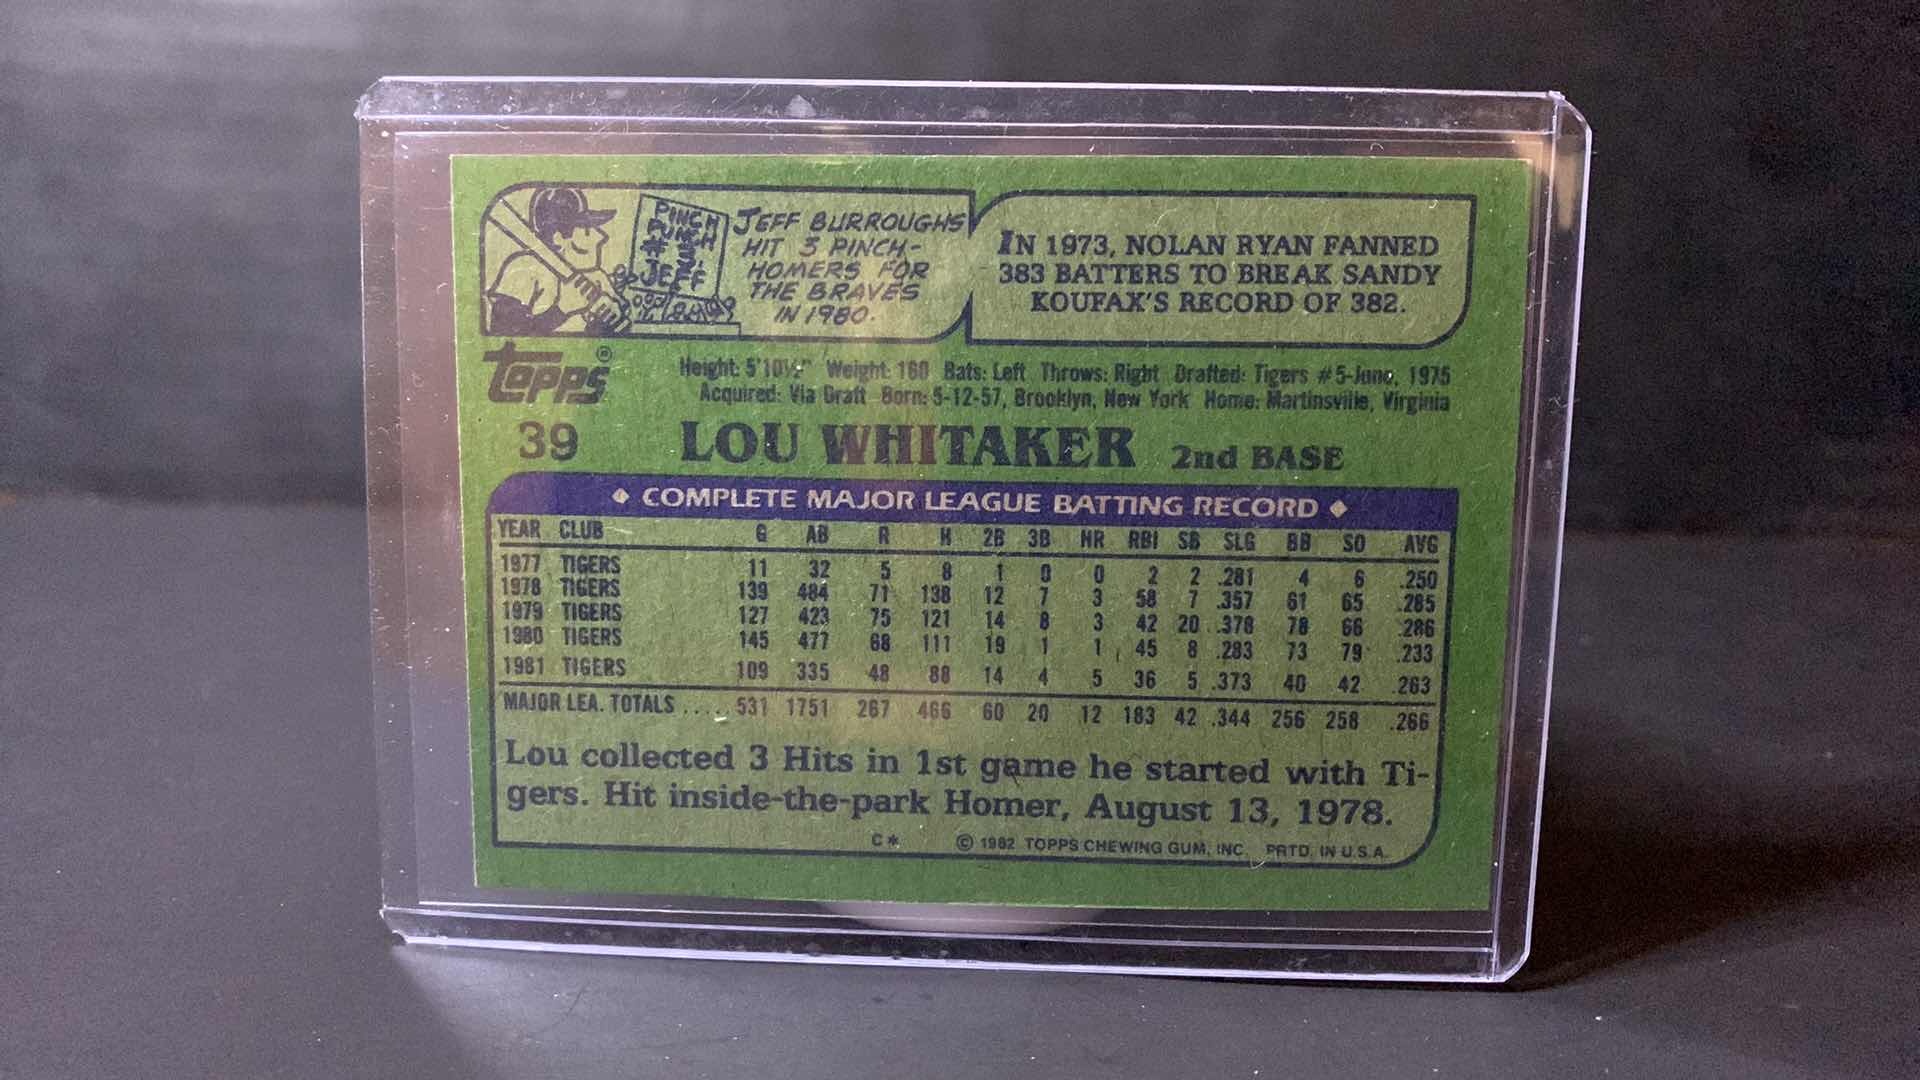 PINCH
PUNCH
#
JEFF
JEFF BURROUGHS
HIT 3 PINCH-
HOMERS FOR
THE BRAVES
IN 1980.
IN 1973, NOLAN RYAN FANNED
383 BATTERS TO BREAK SANDY
KOUFAX'S RECORD OF 382.
Topps®
Height: 5'10½" Weight: 160 Bats: Left Throws: Right Drafted: Tigers #5-June, 1975
Acquired: Via Draft Born: 5-12-57, Brooklyn, New York Home: Martinsville, Virginia
39 LOU WHITAKER 2nd BASE
◆ COMPLETE MAJOR LEAGUE BATTING RECORD ◆
YEAR CLUB G AB R H 2B 3B HR RBI SB SLG BB SO AVG
1977 TIGERS 11 32 5 8 1 0 0 2 2 .281 4 6 .250
1978 TIGERS 139 484 71 138 12 7 3 58 7 .357 61 65 .285
1979 TIGERS 127 423 75 121 14 8 3 42 20 .378 78 66 .286
1980 TIGERS 145 477 68 111 19 1 1 45 8 .283 73 79 .233
1981 TIGERS 109 335 48 88 14 4 5 36 5 .373 40 42 .263
MAJOR LEA. TOTALS ..... 531 1751 267 466 60 20 12 183 42 .344 256 258 .266
Lou collected 3 Hits in 1st game he started with Ti-
gers. Hit inside-the-park Homer, August 13, 1978.
C* © 1982 TOPPS CHEWING GUM, INC. PRTD. IN U.S.A.